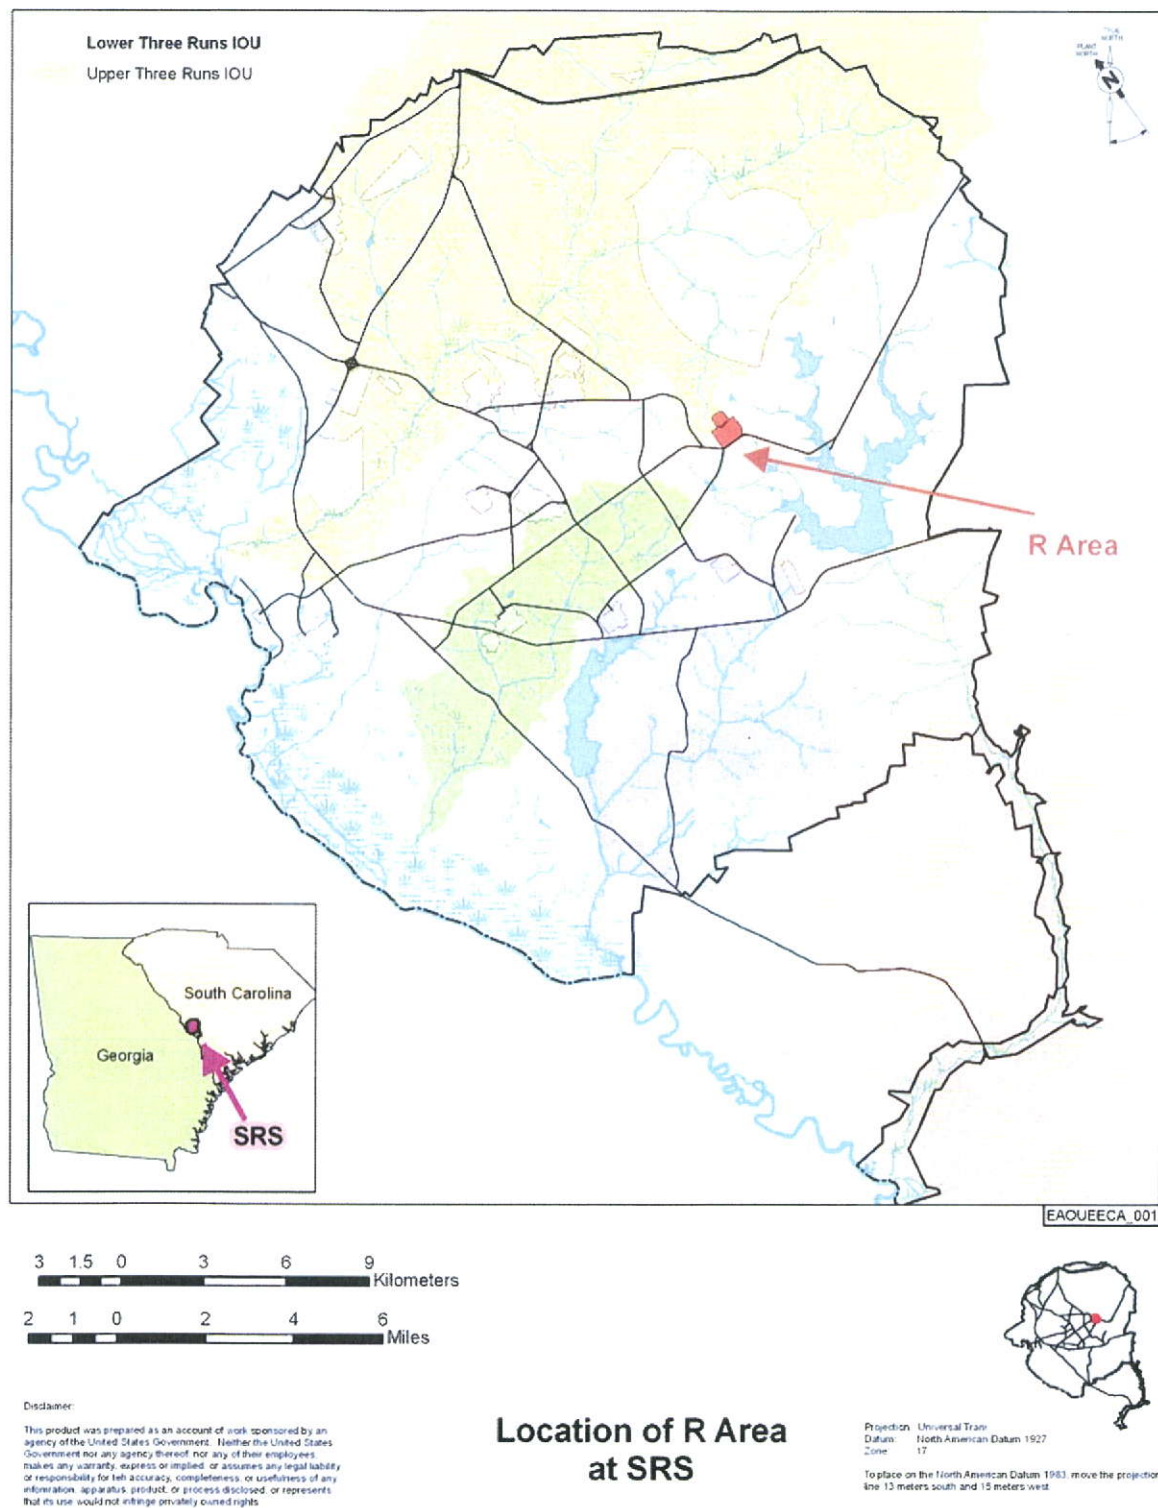 Lower Three Runs IOU
Upper Three Runs IOU
TRUE
NORTH
PLANT
NORTH
N
R Area
South Carolina
Georgia
SRS
EAOUEECA_001
3 1.5 0 3 6 9
Kilometers
2 1 0 2 4 6
Miles
Disclaimer:
This product was prepared as an account of work sponsored by an
agency of the United States Government. Neither the United States
Government nor any agency thereof, nor any of their employees,
makes any warranty, express or implied, or assumes any legal liability
or responsibility for teh accuracy, completeness, or usefulness of any
information, apparatus, product, or process disclosed, or represents
that its use would not infringe privately owned rights
Location of R Area
at SRS
Projection: Universal Tran
Datum: North American Datum 1927
Zone: 17
To place on the North American Datum 1983, move the projection
line 13 meters south and 15 meters west